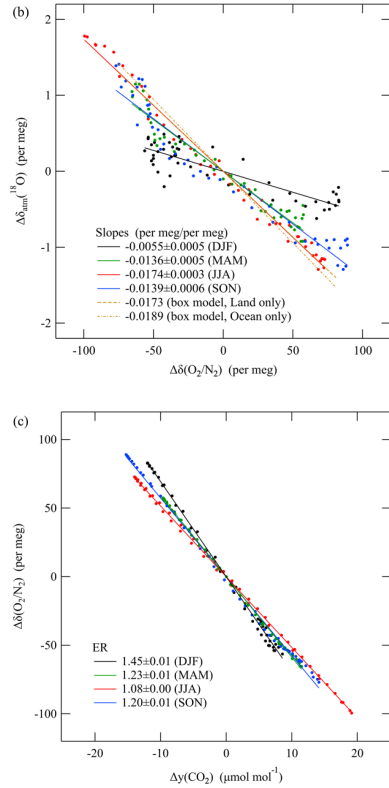 (b)
2
1
0
-1
-2
Δδatm(¹⁸O) (per meg)
Slopes (per meg/per meg)
-0.0055±0.0005 (DJF)
-0.0136±0.0005 (MAM)
-0.0174±0.0003 (JJA)
-0.0139±0.0006 (SON)
-0.0173 (box model, Land only)
-0.0189 (box model, Ocean only)
-100 -50 0 50 100
Δδ(O₂/N₂) (per meg)
(c)
100
50
0
-50
-100
Δδ(O₂/N₂) (per meg)
ER
1.45±0.01 (DJF)
1.23±0.01 (MAM)
1.08±0.00 (JJA)
1.20±0.01 (SON)
-20 -10 0 10 20
Δy(CO₂) (μmol mol⁻¹)